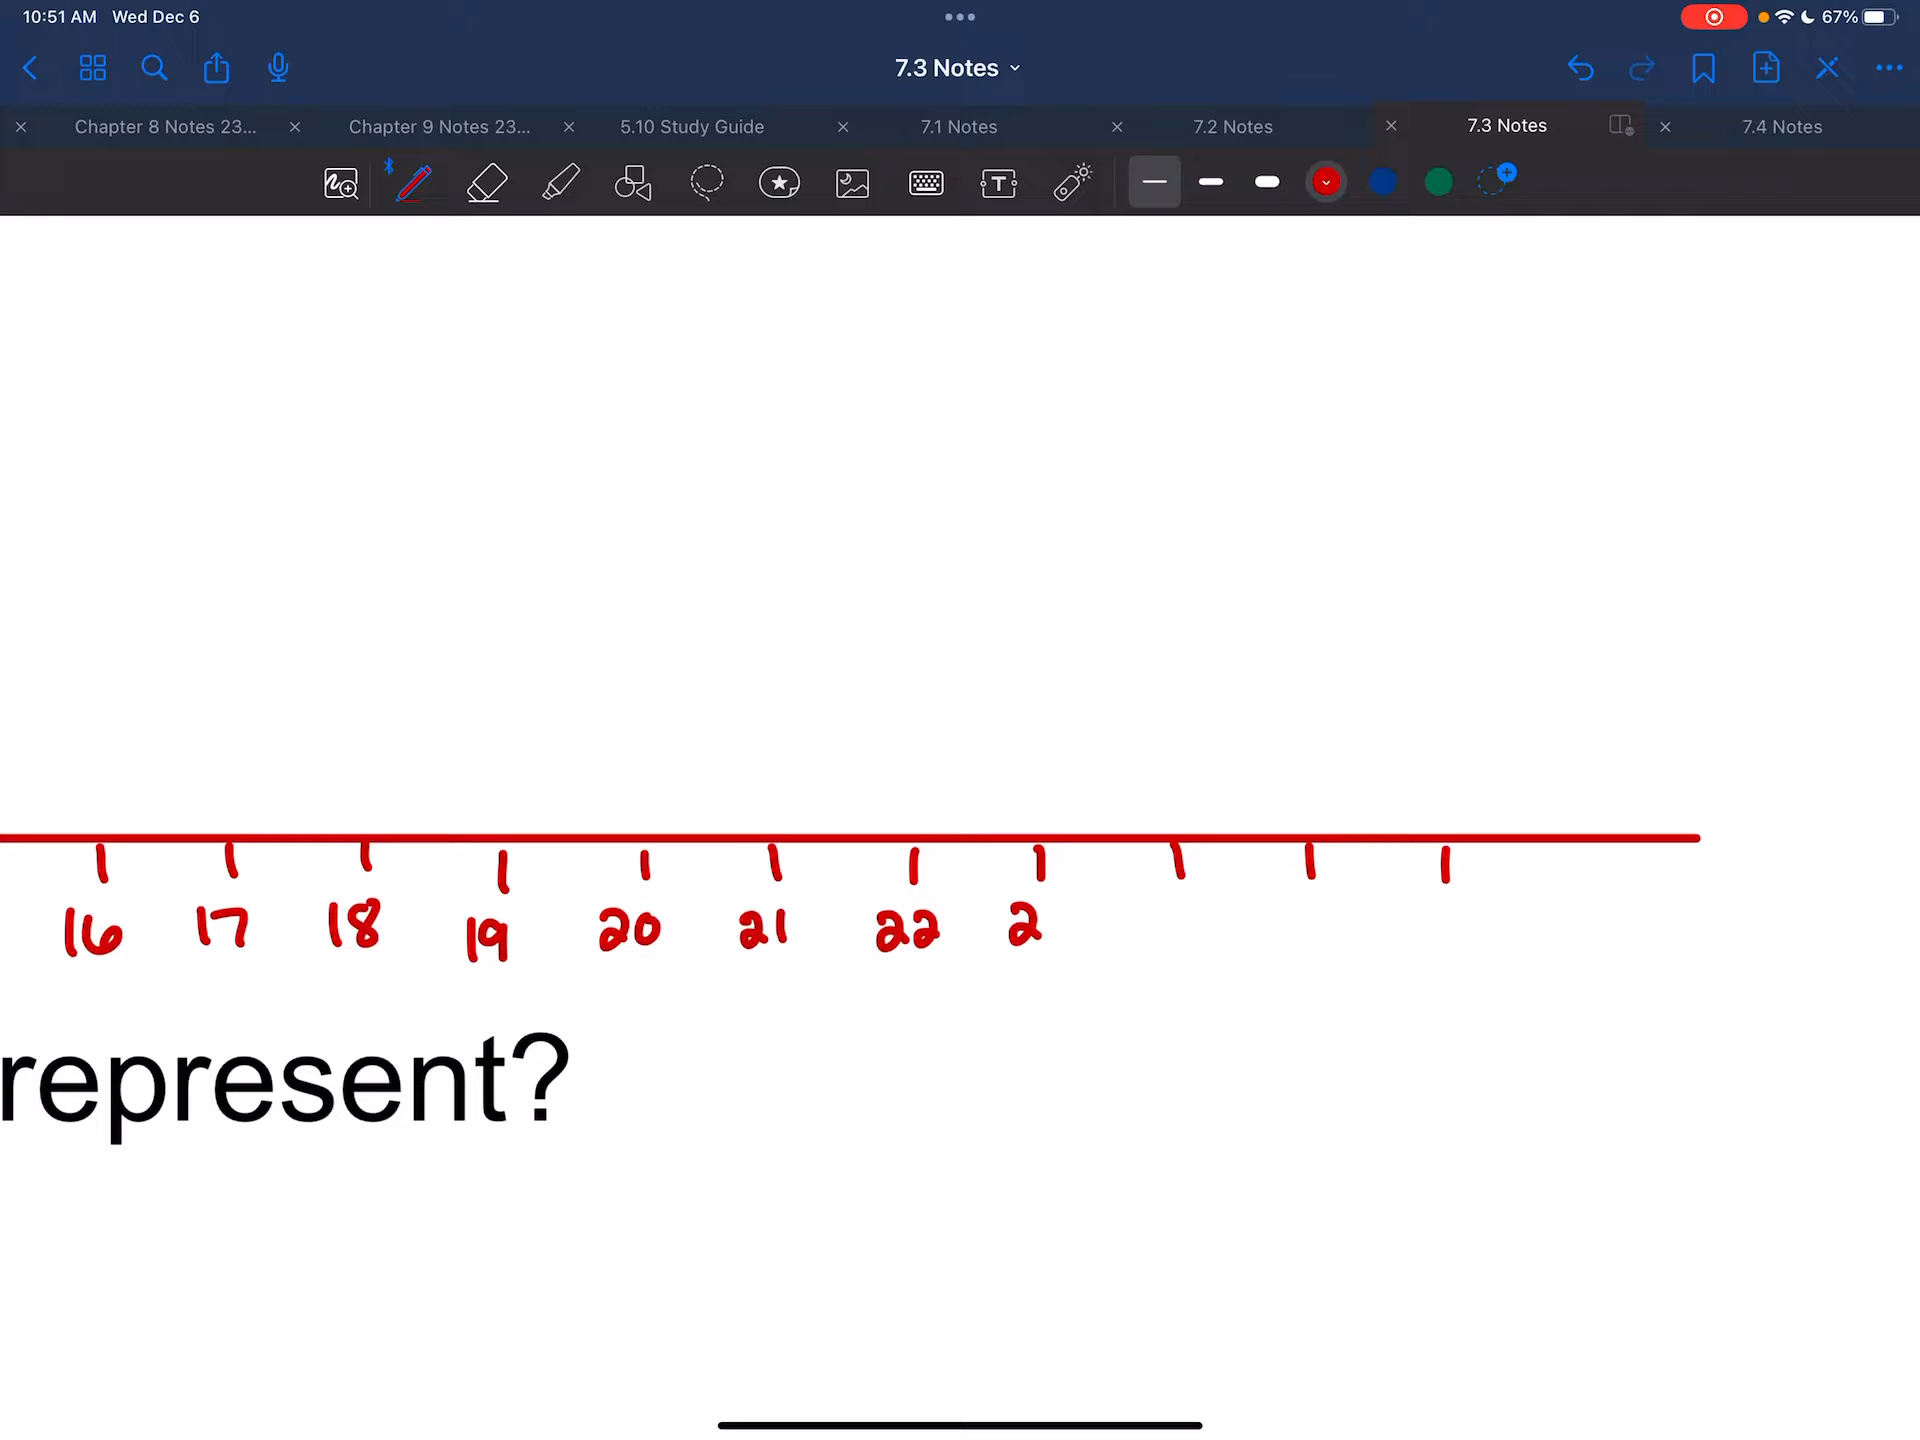 10:51 AM Wed Dec 6
67%
7.3 Notes
Chapter 8 Notes 23... Chapter 9 Notes 23... 5.10 Study Guide 7.1 Notes 7.2 Notes 7.3 Notes 7.4 Notes
16 17 18 19 20 21 22 2
represent?